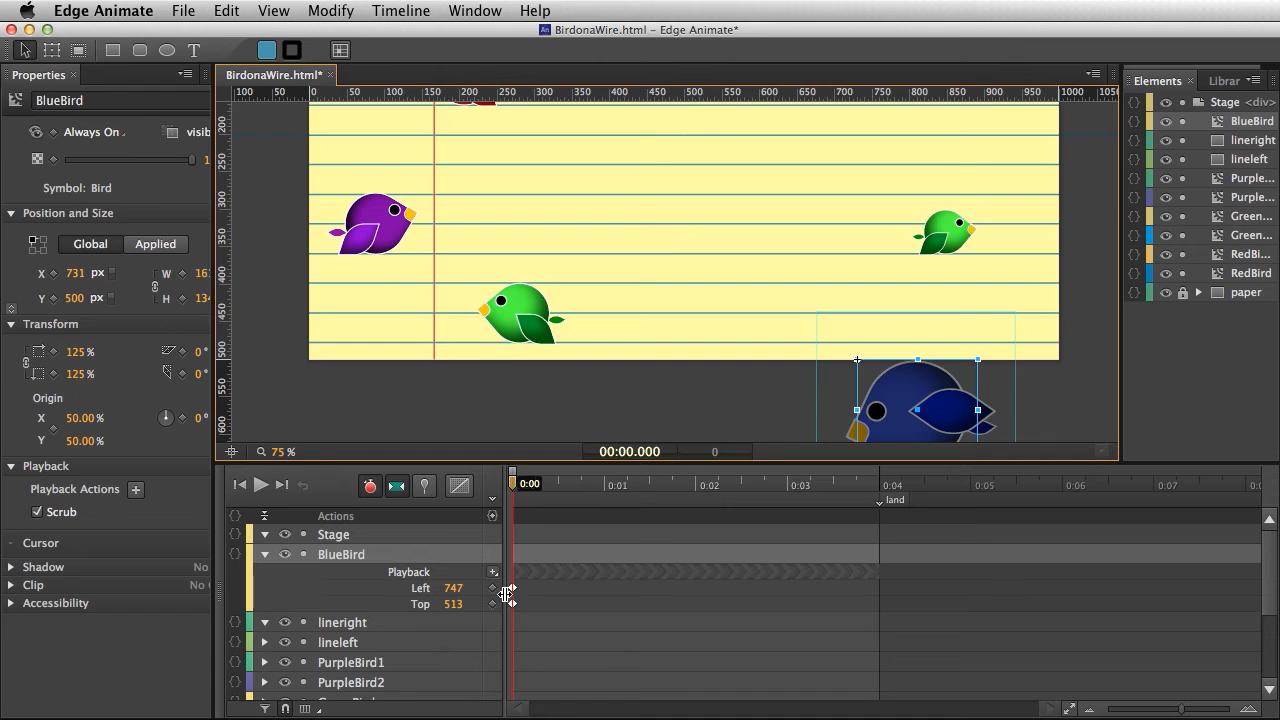 Edge Animate File Edit View Modify Timeline Window Help
BirdonaWire.html – Edge Animate*
Properties ×
BirdonaWire.html* ×
Elements × Librar
BlueBird
100 50 0 50 100 150 200 250 300 350 400 450 500 550 600 650 700 750 800 850 900 950 1000 1050
Stage <div>
Always On visib
BlueBird
lineright
lineleft
Symbol: Bird
Purple...
Purple...
Position and Size
Green...
Global Applied
Green...
RedBi...
X 731 px W 16
RedBird
Y 500 px H 134
paper
Transform
125 % 0°
125 % 0°
Origin
X 50.00 % 0°
Y 50.00 %
200
250
300
350
400
450
500
550
600
75 % 00:00.000 0
Playback
Playback Actions
Scrub
Cursor
Shadow No
Clip No
Accessibility
0:00 0:01 0:02 0:03 0:04 0:05 0:06 0:07
land
Actions
Stage
BlueBird
Playback
Left 747
Top 513
lineright
lineleft
PurpleBird1
PurpleBird2